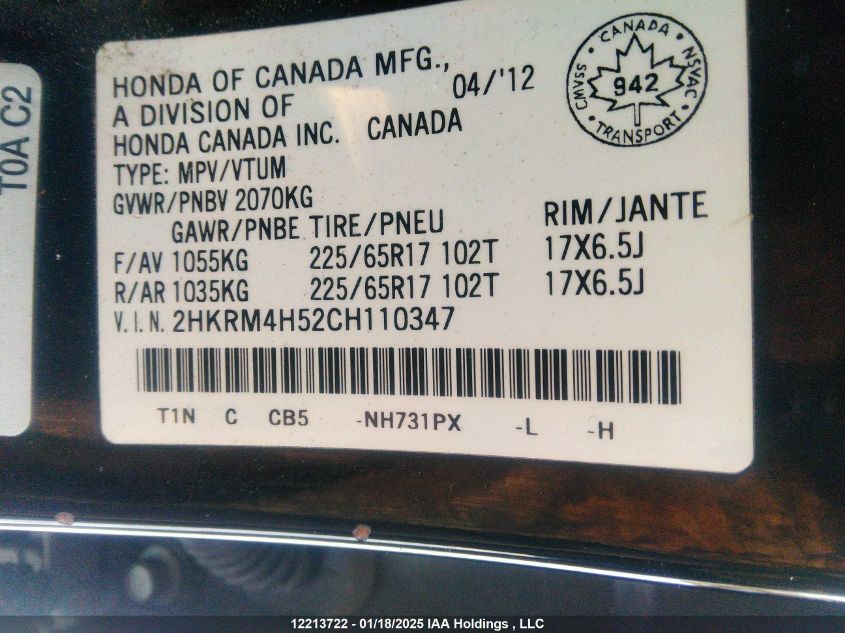 T0A C2
HONDA OF CANADA MFG., 04/'12
A DIVISION OF
HONDA CANADA INC. CANADA
TYPE: MPV/VTUM
GVWR/PNBV 2070KG
GAWR/PNBE TIRE/PNEU RIM/JANTE
F/AV 1055KG 225/65R17 102T 17X6.5J
R/AR 1035KG 225/65R17 102T 17X6.5J
V.I.N. 2HKRM4H52CH110347
T1N C CB5 -NH731PX -L -H
CANADA
CMVSS 942 NSVAC
TRANSPORT
12213722 - 01/18/2025 IAA Holdings , LLC